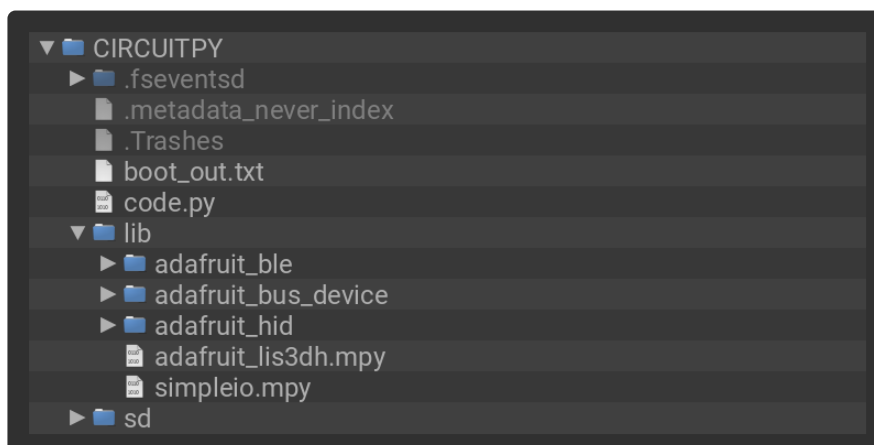 CIRCUITPY
.fseventsd
.metadata_never_index
.Trashes
boot_out.txt
code.py
lib
adafruit_ble
adafruit_bus_device
adafruit_hid
adafruit_lis3dh.mpy
simpleio.mpy
sd